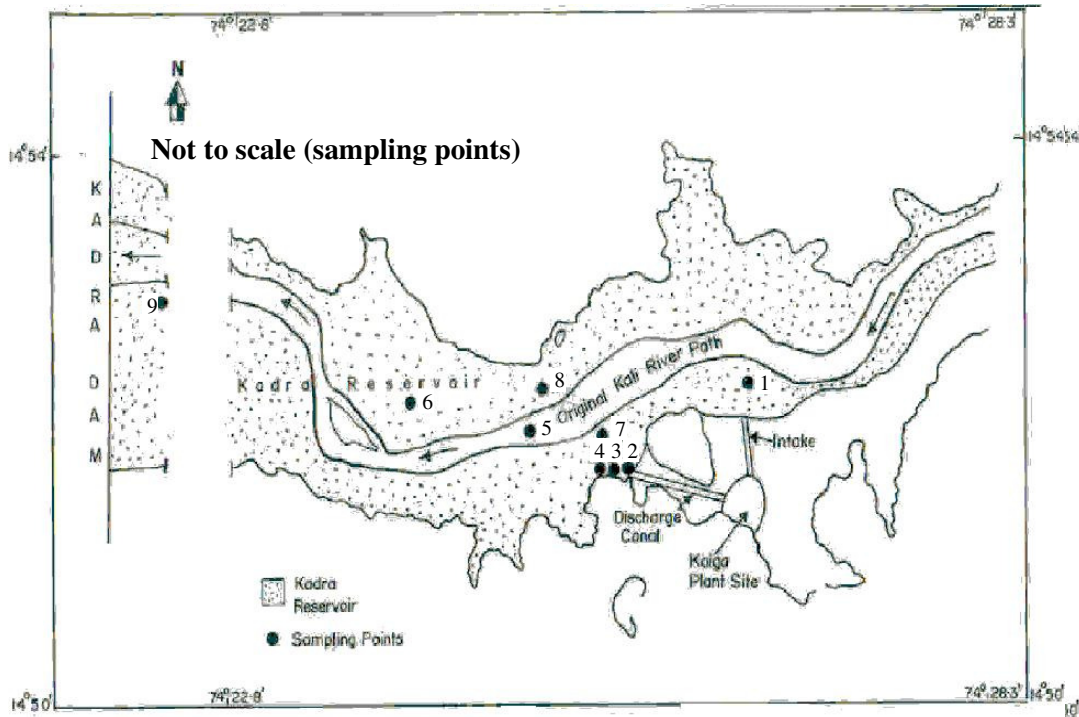 74° 22·8'
74° 28·3'
N
Not to scale (sampling points)
14°54'
14°54'
KADRA DAM
9
Original Kali River Path
1
Kadra Reservoir
8
6
5
7
4 3 2
Intake
Discharge
Canal
Kaiga
Plant Site
Kadra
Reservoir
Sampling Points
14°50'
74° 22·8'
74° 28·3'
14°50'